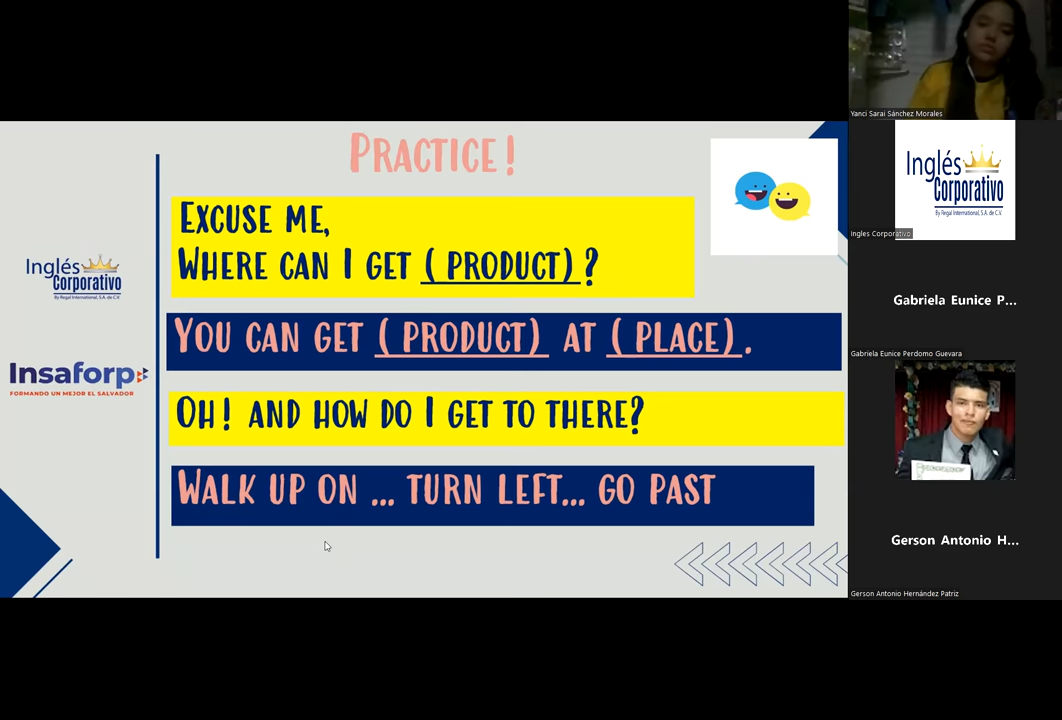 PRACTICE!
EXCUSE ME,
WHERE CAN I GET ( PRODUCT) ?
YOU CAN GET ( PRODUCT) AT ( PLACE) .
OH! AND HOW DO I GET TO THERE?
WALK UP ON ... TURN LEFT... GO PAST
Inglés
Corporativo
By Regal International, S.A. de C.V.
Insaforp
FORMANDO UN MEJOR EL SALVADOR
Yanci Sarai Sánchez Morales
Inglés
Corporativo
By Regal International, S.A. de C.V.
Ingles Corporativo
Gabriela Eunice P...
Gabriela Eunice Perdomo Guevara
Gerson Antonio H...
Gerson Antonio Hernández Patriz